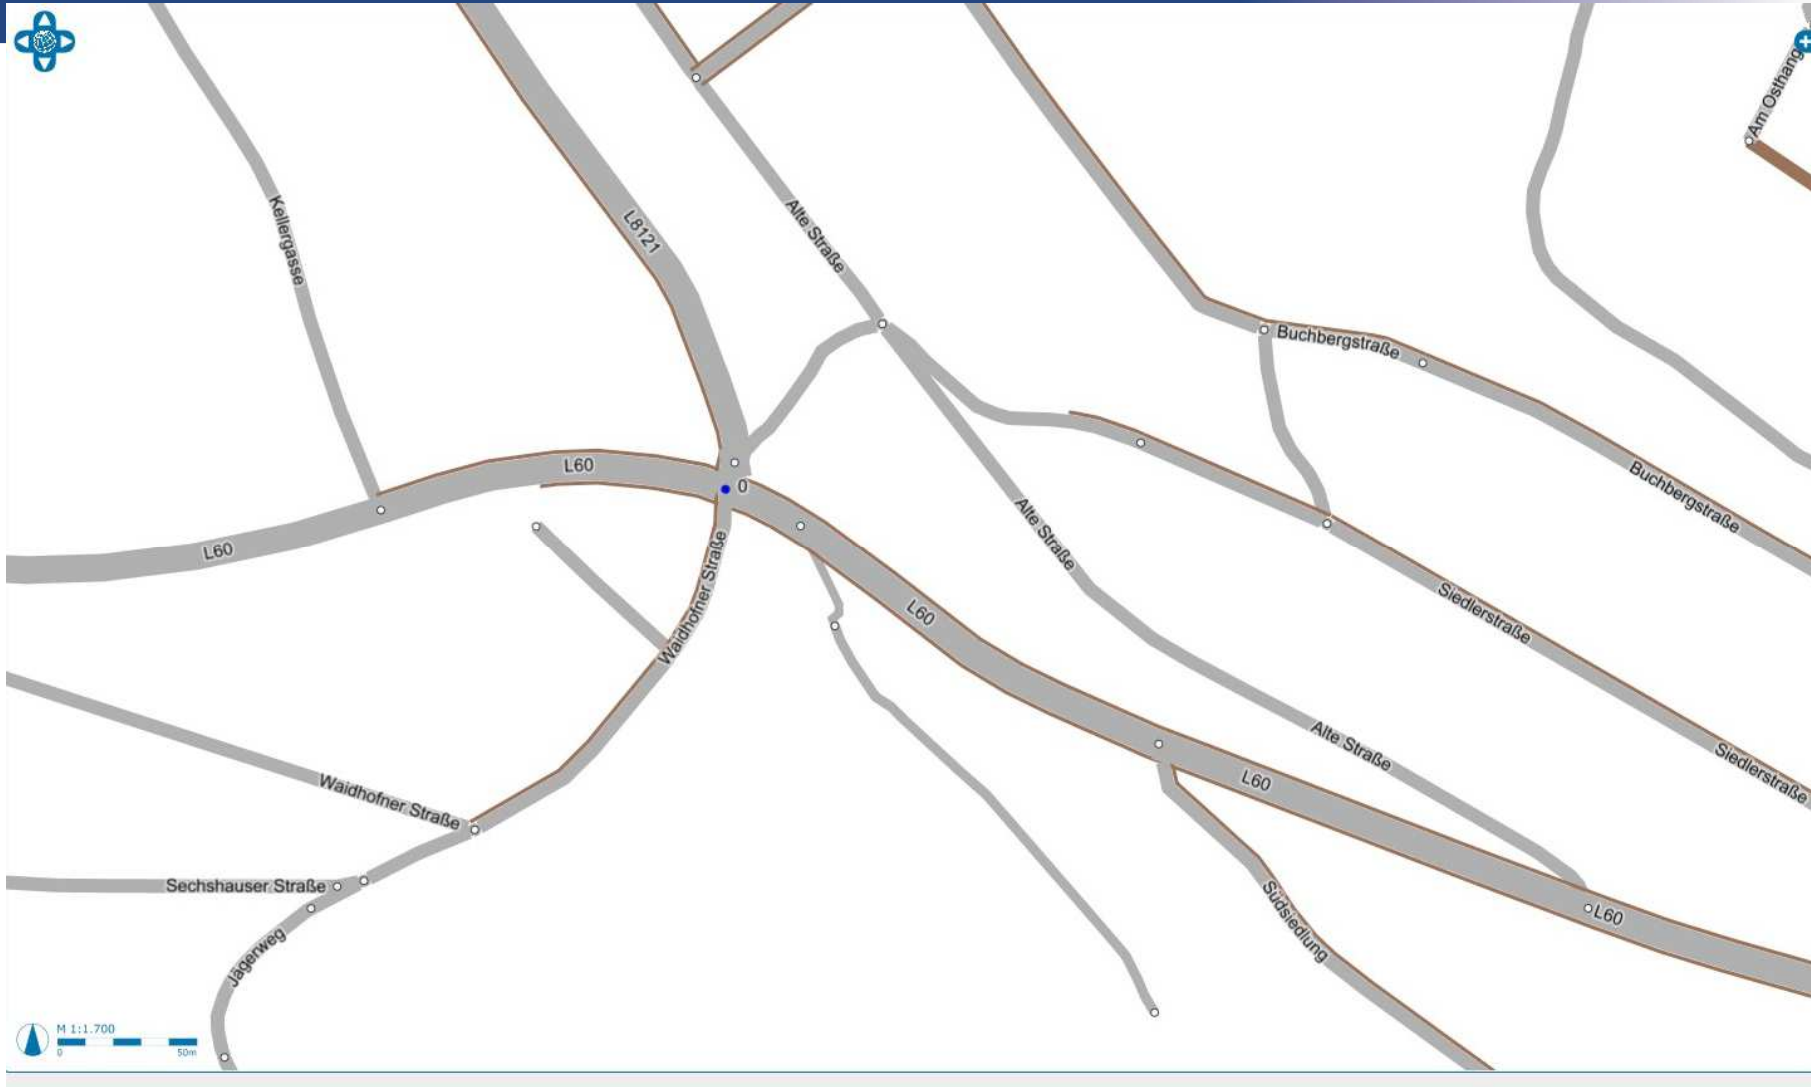 Am Osthang
Kellergasse
L8121
Alte Straße
Buchbergstraße
L60
0
Buchbergstraße
Alte Straße
L60
Waidhofner Straße
L60
Siedlerstraße
Alte Straße
Siedlerstraße
L60
Waidhofner Straße
Sechshauser Straße
Südsiedlung
L60
Jägerweg
M 1:1.700
0 50m